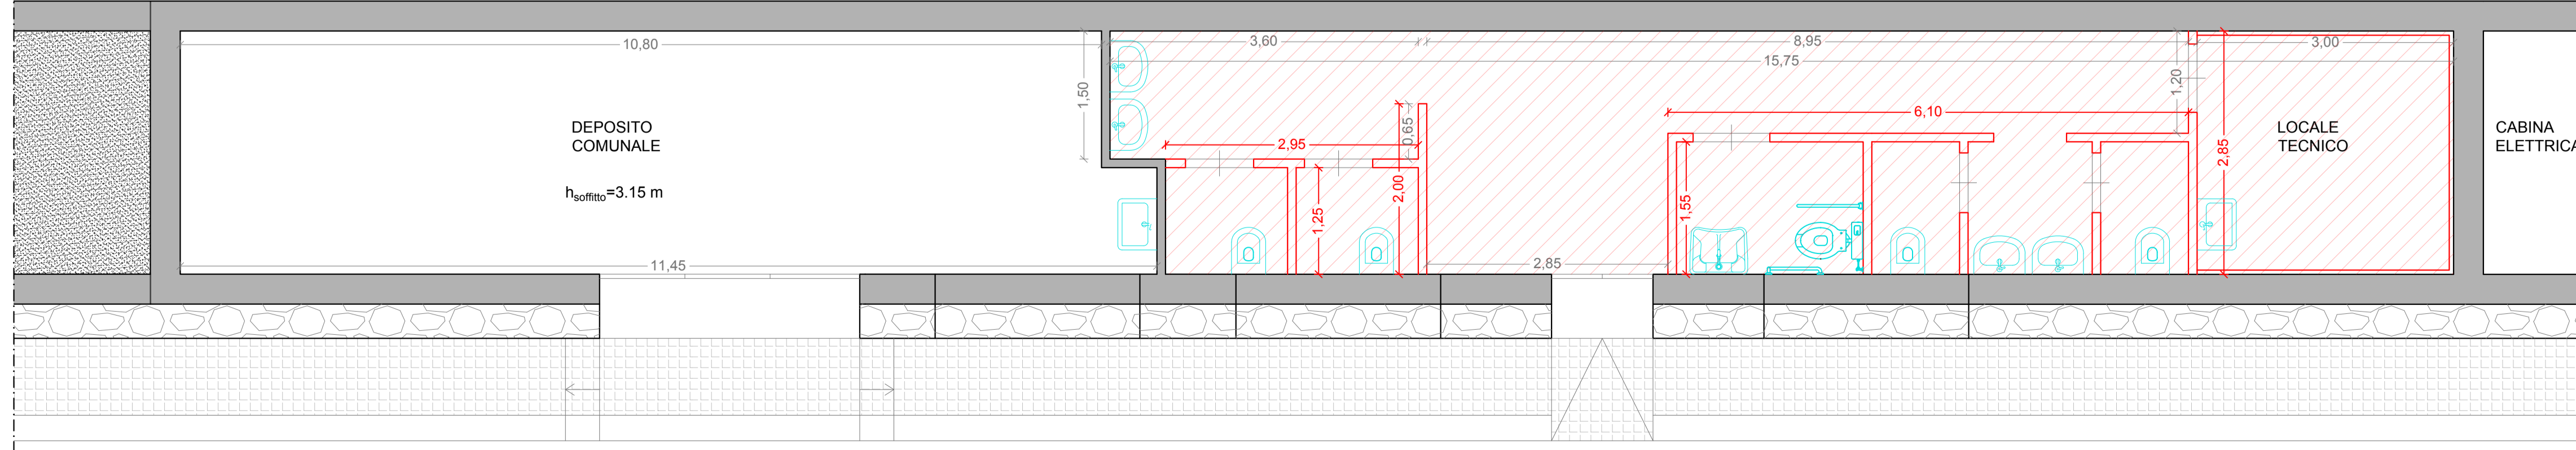 10,80
3,60
8,95
3,00
15,75
1,50
1,20
6,10
0,65
DEPOSITO
COMUNALE
LOCALE
TECNICO
CABINA
ELETTRICA
2,95
2,85
2,00
hsoffitto=3.15 m
1,25
1,55
11,45
2,85